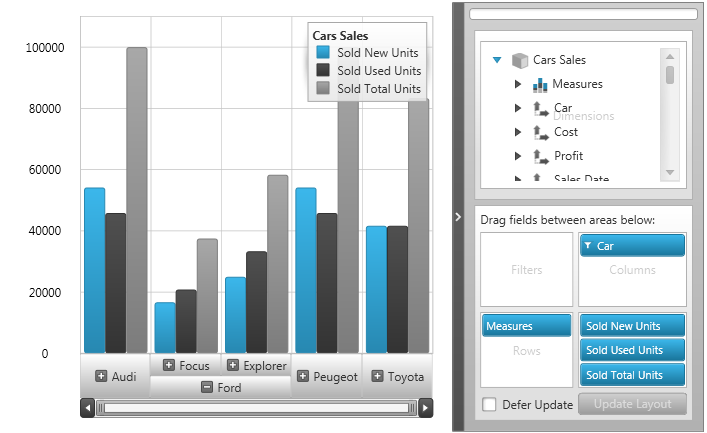 Cars Sales
Sold New Units
Sold Used Units
Sold Total Units
100000
80000
60000
40000
20000
0
Focus
Explorer
Audi
Ford
Peugeot
Toyota
Cars Sales
Measures
Car
Dimensions
Cost
Profit
Sales Date
Drag fields between areas below:
Filters
Car
Columns
Measures
Rows
Sold New Units
Sold Used Units
Sold Total Units
Defer Update
Update Layout